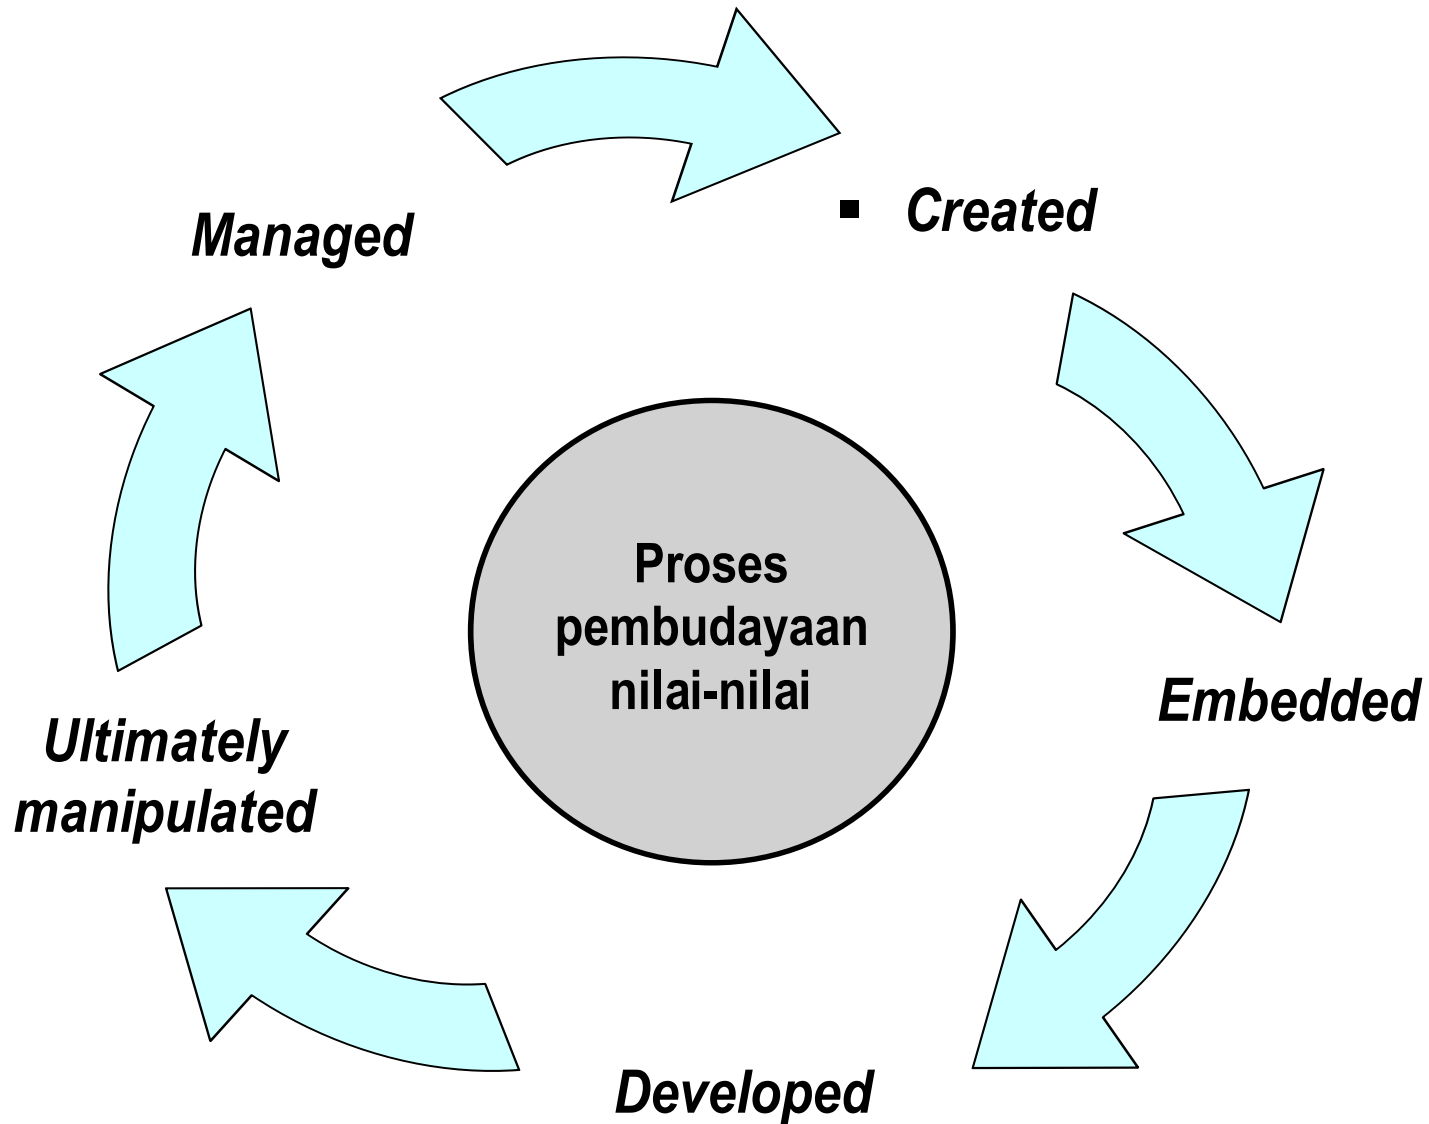 ▪ Created
Managed
Proses
pembudayaan
nilai-nilai
Embedded
Ultimately
manipulated
Developed